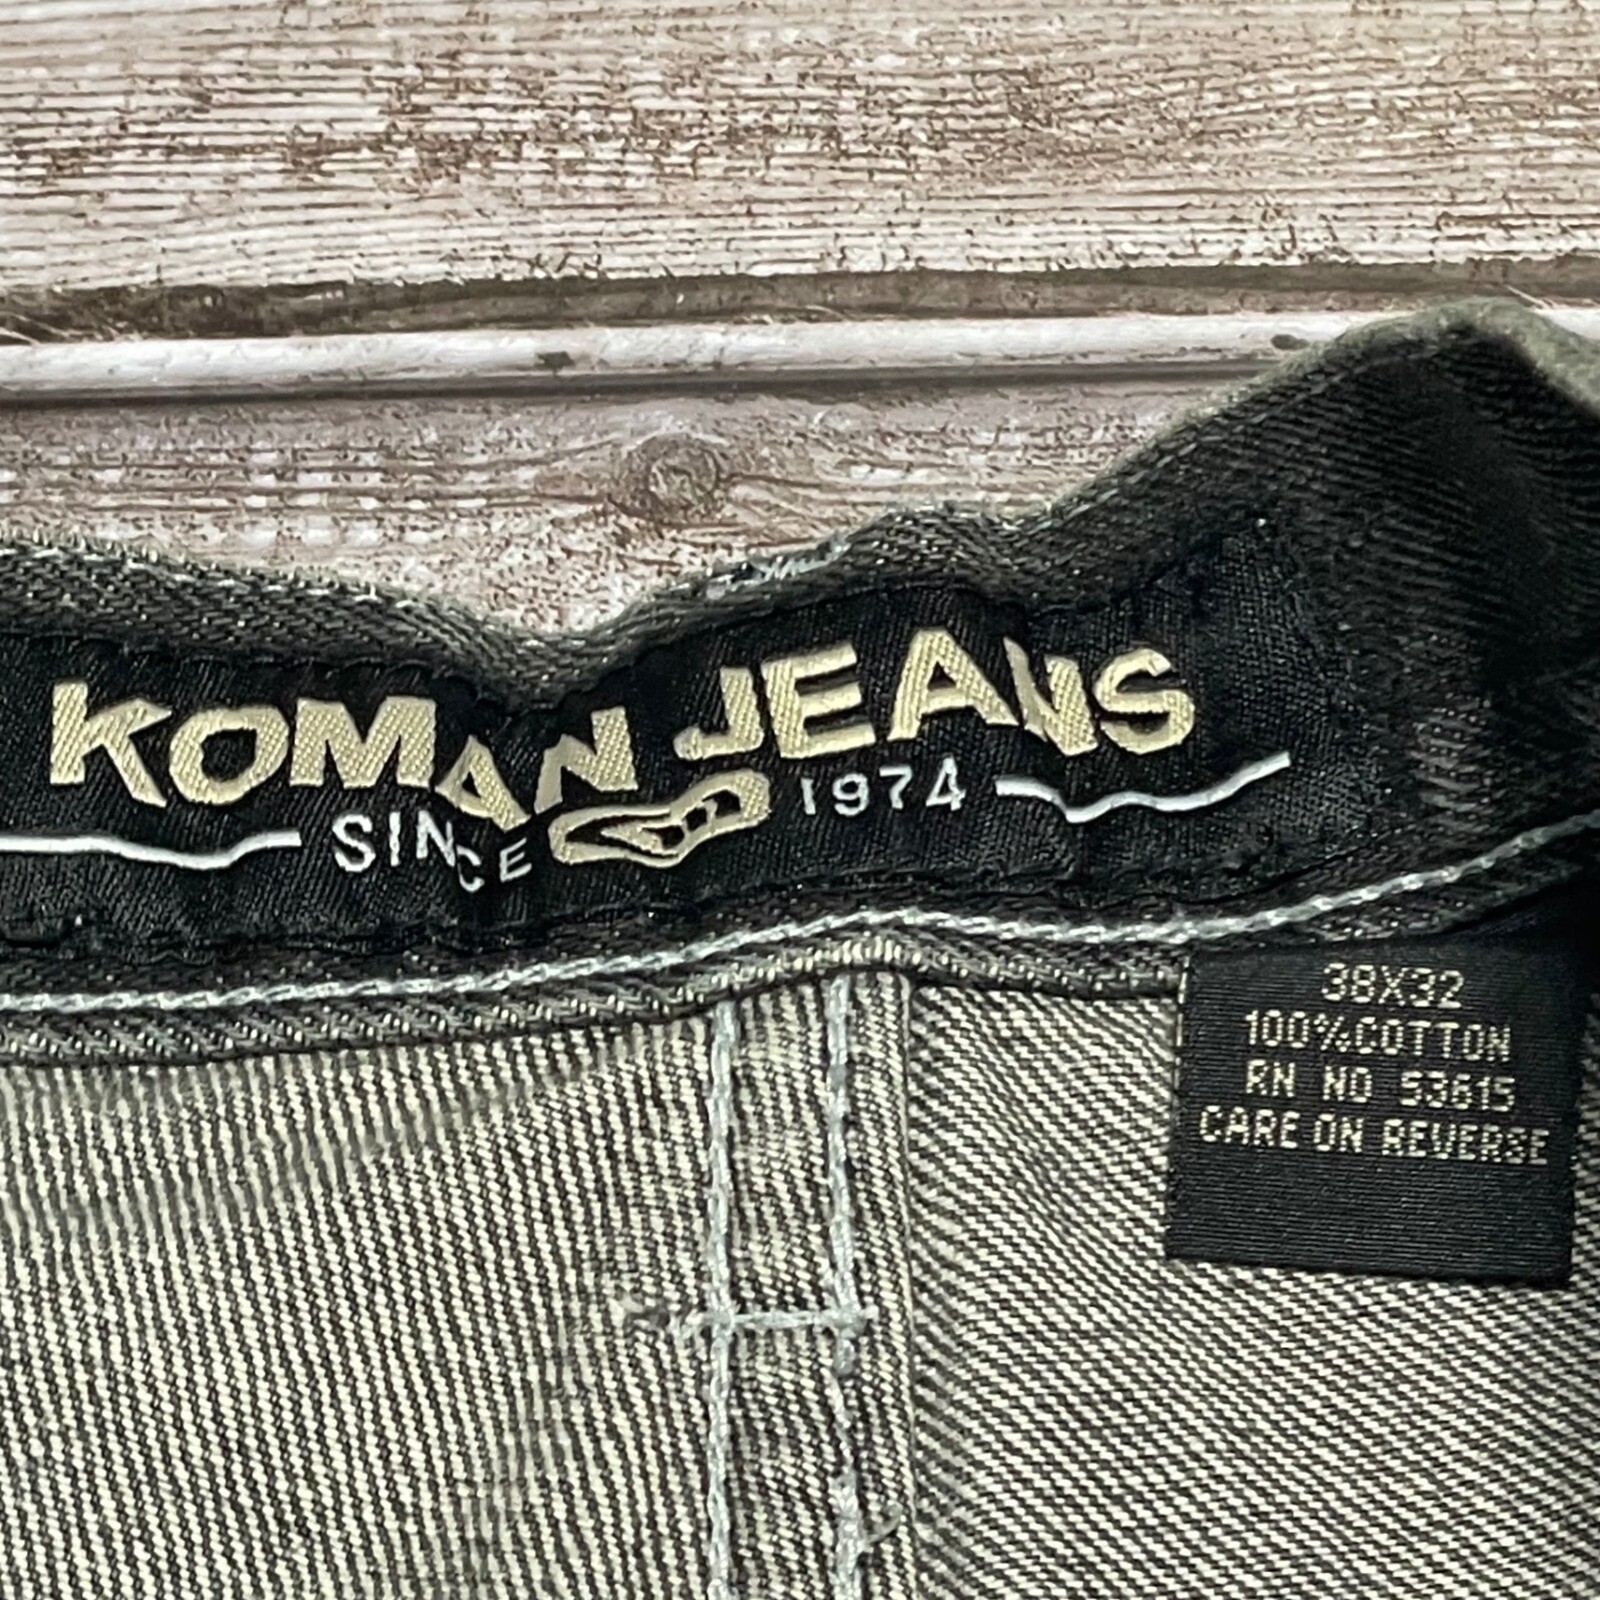 KOMAN JEANS
SINCE 1974
38X32
100%COTTON
RN NO 53615
CARE ON REVERSE